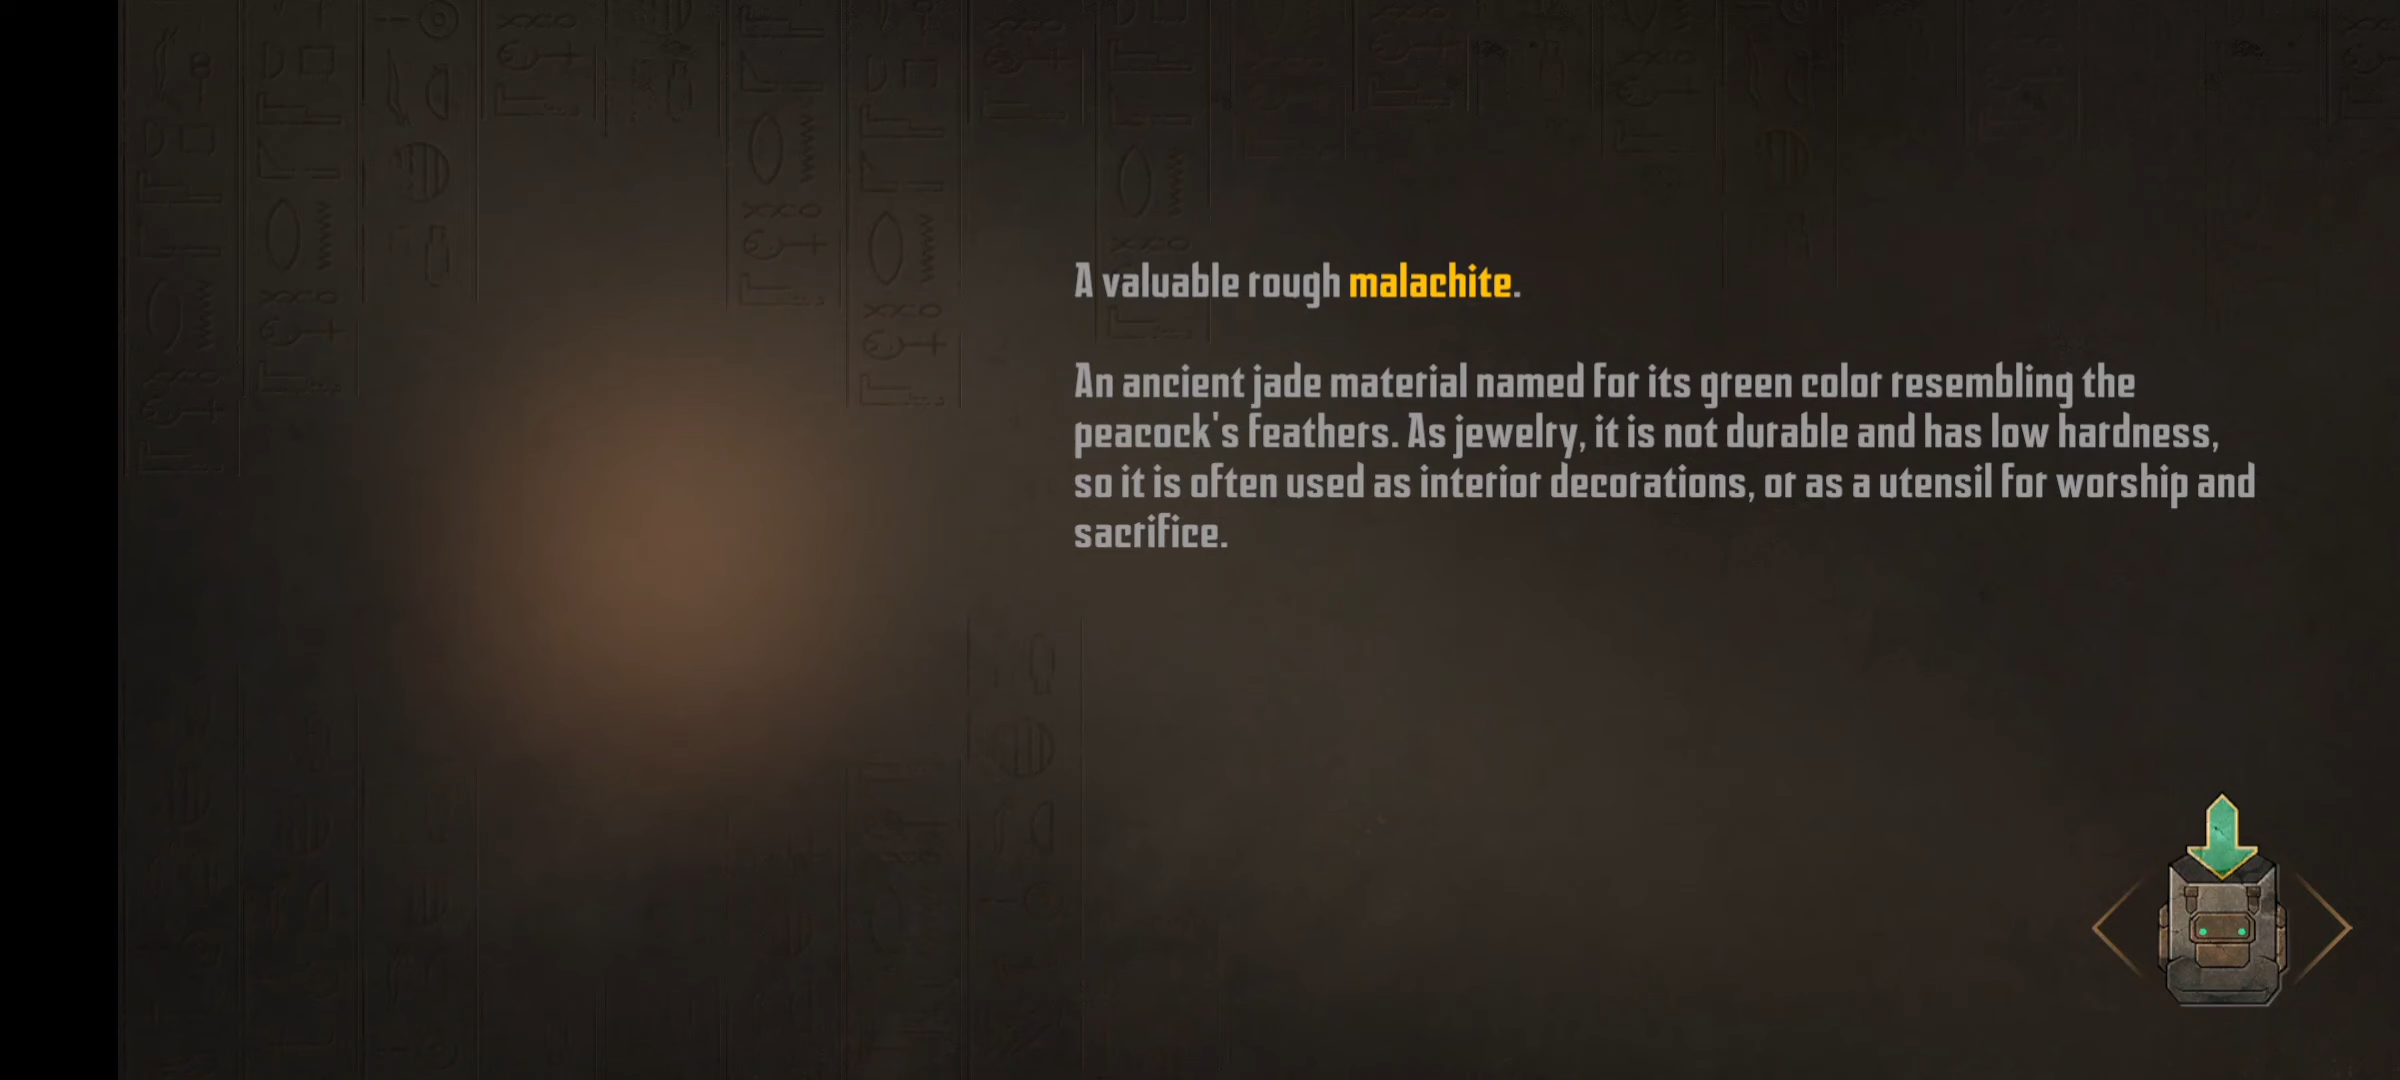 A valuable rough malachite.
An ancient jade material named for its green color resembling the
peacock's feathers. As jewelry, it is not durable and has low hardness,
so it is often used as interior decorations, or as a utensil for worship and
sacrifice.